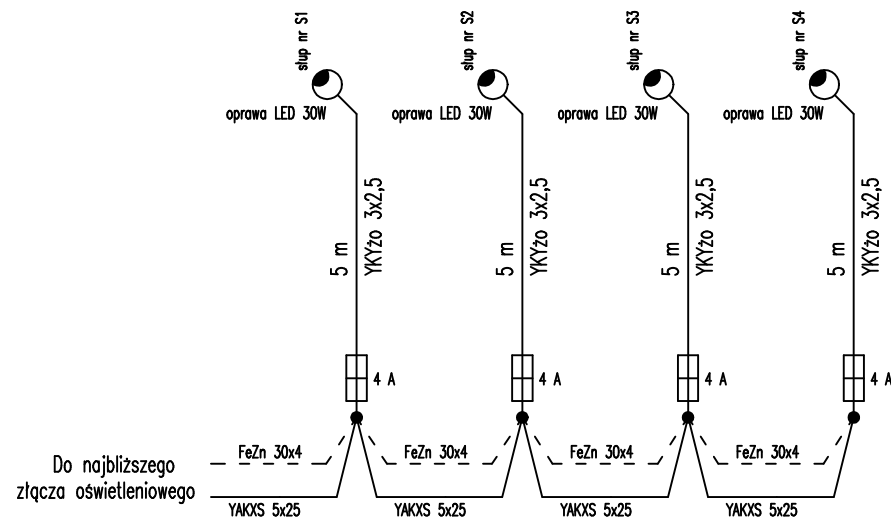 słup nr S1
słup nr S2
słup nr S3
słup nr S4
oprawa LED 30W
oprawa LED 30W
oprawa LED 30W
oprawa LED 30W
5 m
YKYżo 3x2,5
5 m
YKYżo 3x2,5
5 m
YKYżo 3x2,5
5 m
YKYżo 3x2,5
4 A
4 A
4 A
4 A
Do najbliższego
złącza oświetleniowego
FeZn 30x4
FeZn 30x4
FeZn 30x4
FeZn 30x4
YAKXS 5x25
YAKXS 5x25
YAKXS 5x25
YAKXS 5x25